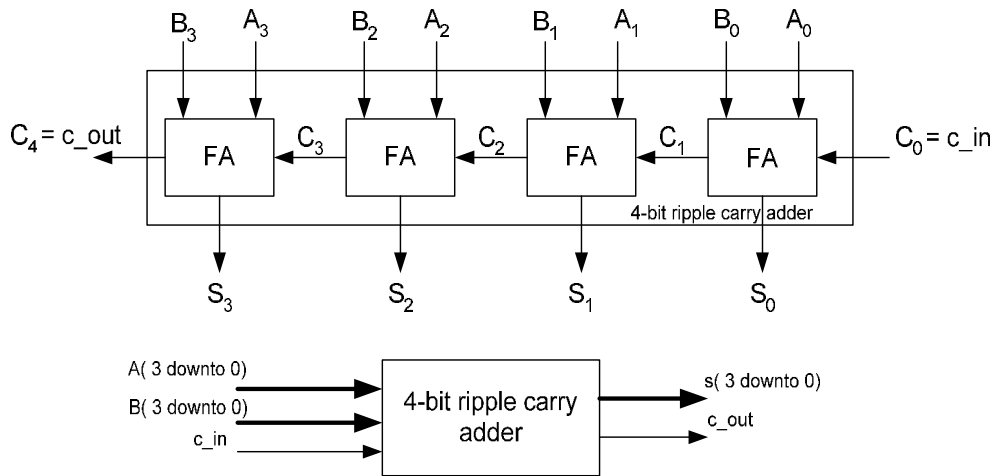 B3 A3 B2 A2 B1 A1 B0 A0
C4 = c_out FA C3 FA C2 FA C1 FA C0 = c_in
4-bit ripple carry adder
S3 S2 S1 S0
A( 3 downto 0)
B( 3 downto 0)
c_in
4-bit ripple carry
adder
s( 3 downto 0)
c_out